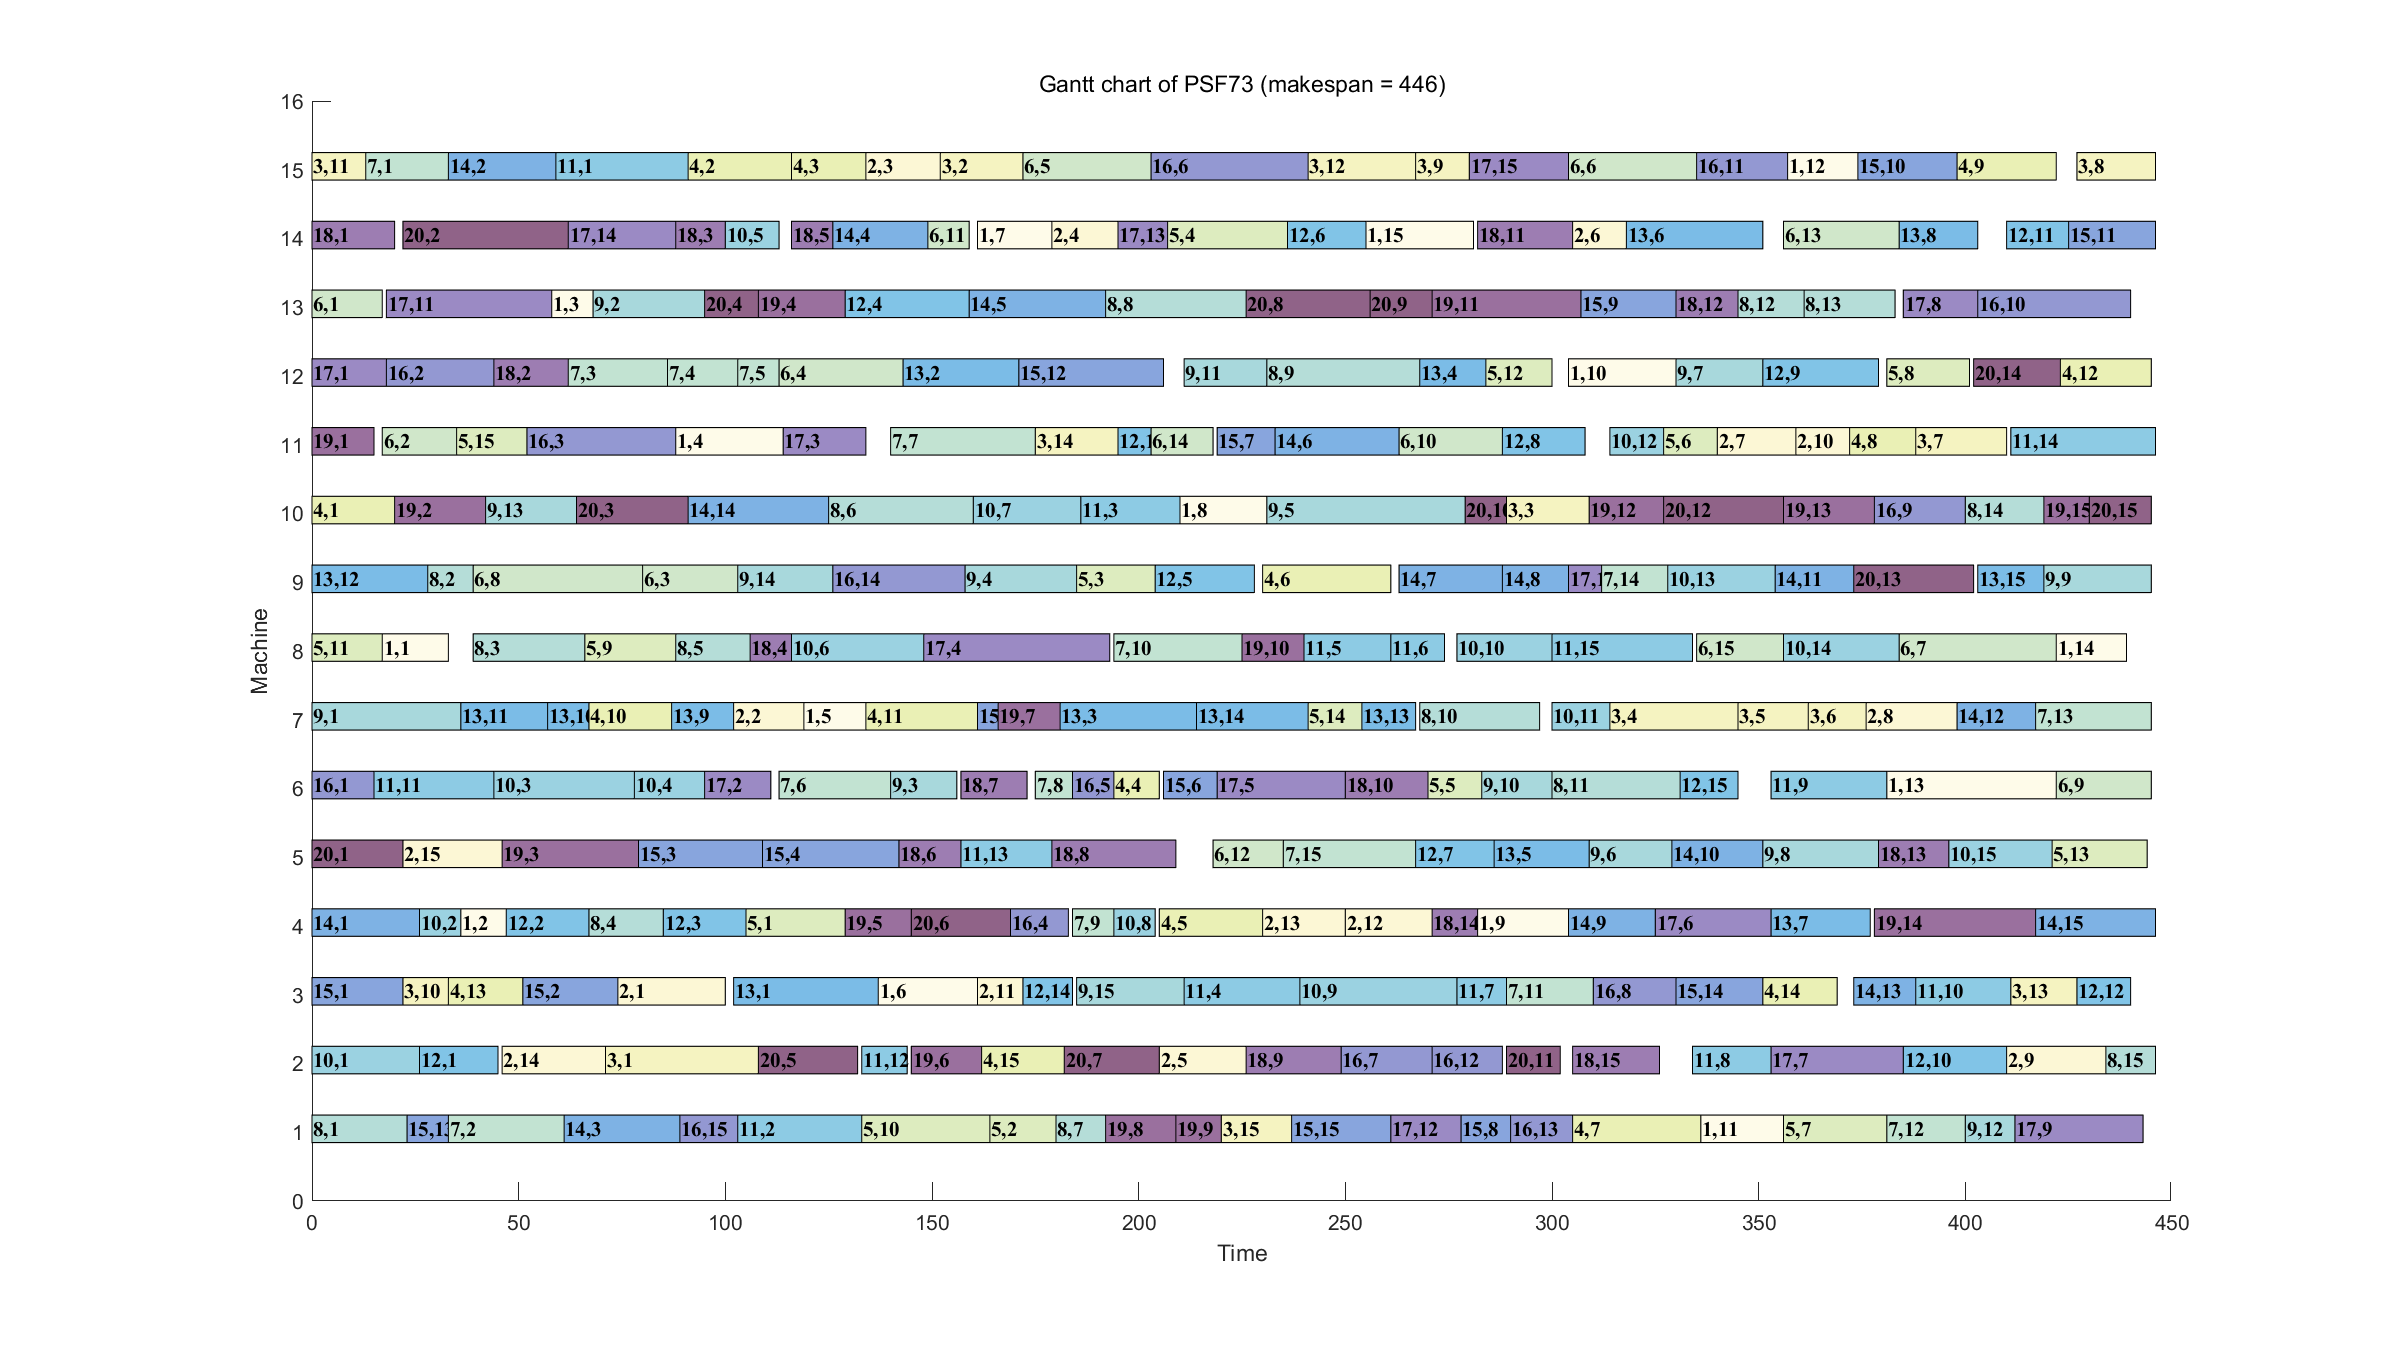 Gantt chart of PSF73 (makespan = 446)
16
15 3,11 7,1 14,2 11,1 4,2 4,3 2,3 3,2 6,5 16,6 3,12 3,9 17,15 6,6 16,11 1,12 15,10 4,9 3,8
14 18,1 20,2 17,14 18,3 10,5 18,5 14,4 6,11 1,7 2,4 17,13 5,4 12,6 1,15 18,11 2,6 13,6 6,13 13,8 12,11 15,11
13 6,1 17,11 1,3 9,2 20,4 19,4 12,4 14,5 8,8 20,8 20,9 19,11 15,9 18,12 8,12 8,13 17,8 16,10
12 17,1 16,2 18,2 7,3 7,4 7,5 6,4 13,2 15,12 9,11 8,9 13,4 5,12 1,10 9,7 12,9 5,8 20,14 4,12
11 19,1 6,2 5,15 16,3 1,4 17,3 7,7 3,14 6,14 15,7 14,6 6,10 12,8 10,12 5,6 2,7 2,10 4,8 3,7 11,14
10 4,1 19,2 9,13 20,3 14,14 8,6 10,7 11,3 1,8 9,5 20,10 3,3 19,12 20,12 19,13 16,9 8,14 19,15 20,15
9 13,12 8,2 6,8 6,3 9,14 16,14 9,4 5,3 12,5 4,6 14,7 14,8 7,14 10,13 14,11 20,13 13,15 9,9
8 5,11 1,1 8,3 5,9 8,5 18,4 10,6 17,4 7,10 19,10 11,5 11,6 10,10 11,15 6,15 10,14 6,7 1,14
7 9,1 13,11 13,10 4,10 13,9 2,2 1,5 4,11 15 19,7 13,3 13,14 5,14 13,13 8,10 10,11 3,4 3,5 3,6 2,8 14,12 7,13
6 16,1 11,11 10,3 10,4 17,2 7,6 9,3 18,7 7,8 16,5 4,4 15,6 17,5 18,10 5,5 9,10 8,11 12,15 11,9 1,13 6,9
5 20,1 2,15 19,3 15,3 15,4 18,6 11,13 18,8 6,12 7,15 12,7 13,5 9,6 14,10 9,8 18,13 10,15 5,13
4 14,1 10,2 1,2 12,2 8,4 12,3 5,1 19,5 20,6 16,4 7,9 10,8 4,5 2,13 2,12 18,14 1,9 14,9 17,6 13,7 19,14 14,15
3 15,1 3,10 4,13 15,2 2,1 13,1 1,6 2,11 12,14 9,15 11,4 10,9 11,7 7,11 16,8 15,14 4,14 14,13 11,10 3,13 12,12
2 10,1 12,1 2,14 3,1 20,5 11,12 19,6 4,15 20,7 2,5 18,9 16,7 16,12 20,11 18,15 11,8 17,7 12,10 2,9 8,15
1 8,1 15,13 7,2 14,3 16,15 11,2 5,10 5,2 8,7 19,8 19,9 3,15 15,15 17,12 15,8 16,13 4,7 1,11 5,7 7,12 9,12 17,9
0
0 50 100 150 200 250 300 350 400 450
Time
Machine